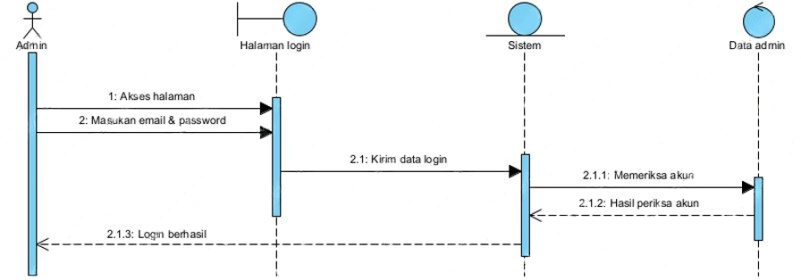 Admin
Halaman login
Sistem
Data admin
1: Akses halaman
2: Masukan email & password
2.1: Kirim data login
2.1.1: Memeriksa akun
2.1.2: Hasil periksa akun
2.1.3: Login berhasil